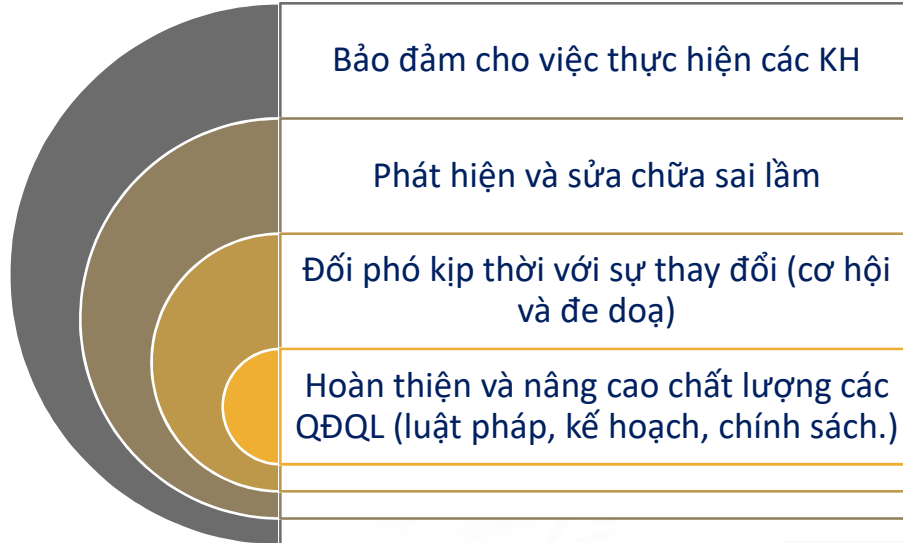 Bảo đảm cho việc thực hiện các KH
Phát hiện và sửa chữa sai lầm
Đối phó kịp thời với sự thay đổi (cơ hội
và đe doạ)
Hoàn thiện và nâng cao chất lượng các
QĐQL (luật pháp, kế hoạch, chính sách.)